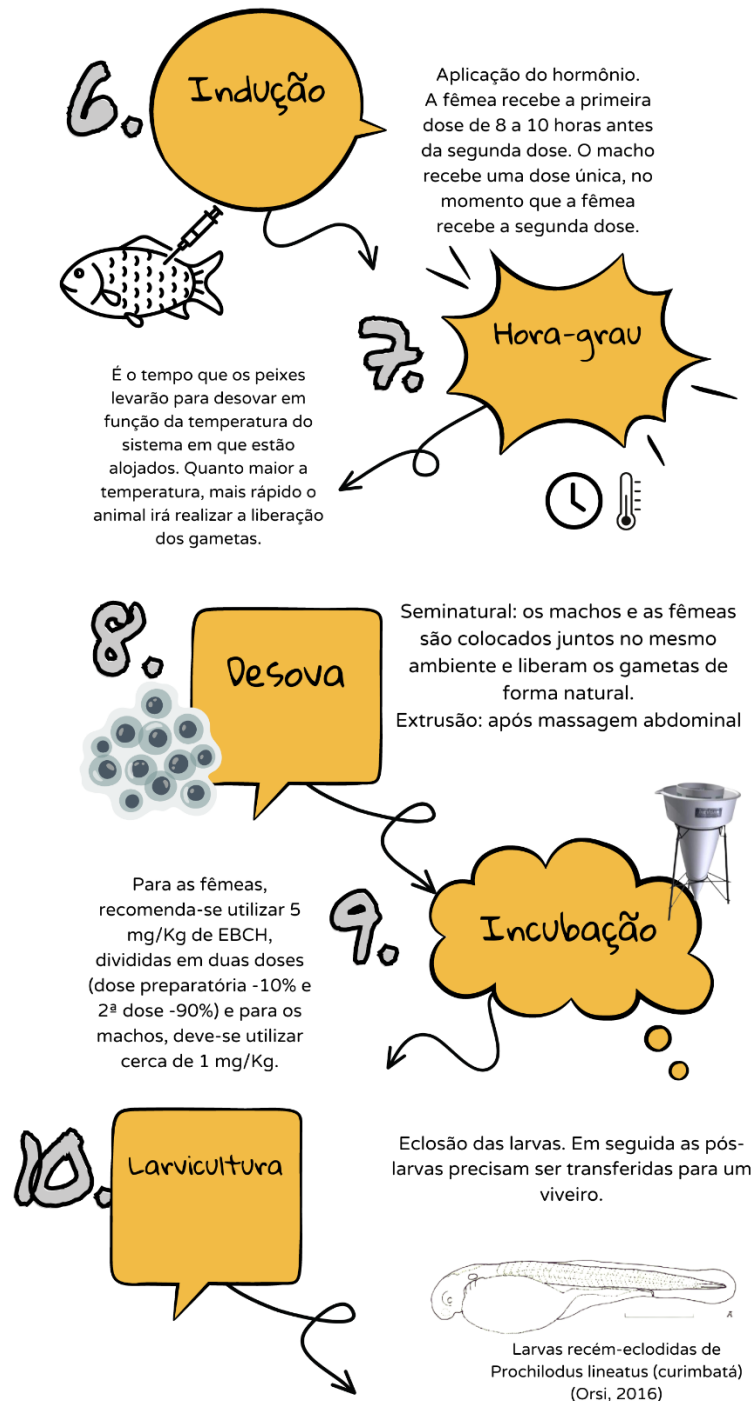 6.
Indução
Aplicação do hormônio.
A fêmea recebe a primeira
dose de 8 a 10 horas antes
da segunda dose. O macho
recebe uma dose única, no
momento que a fêmea
recebe a segunda dose.
7.
Hora-grau
É o tempo que os peixes
levarão para desovar em
função da temperatura do
sistema em que estão
alojados. Quanto maior a
temperatura, mais rápido o
animal irá realizar a liberação
dos gametas.
8.
Desova
Seminatural: os machos e as fêmeas
são colocados juntos no mesmo
ambiente e liberam os gametas de
forma natural.
Extrusão: após massagem abdominal
9.
Incubação
Para as fêmeas,
recomenda-se utilizar 5
mg/Kg de EBCH,
divididas em duas doses
(dose preparatória -10% e
2ª dose -90%) e para os
machos, deve-se utilizar
cerca de 1 mg/Kg.
10.
Larvicultura
Eclosão das larvas. Em seguida as pós-
larvas precisam ser transferidas para um
viveiro.
Larvas recém-eclodidas de
Prochilodus lineatus (curimbatá)
(Orsi, 2016)